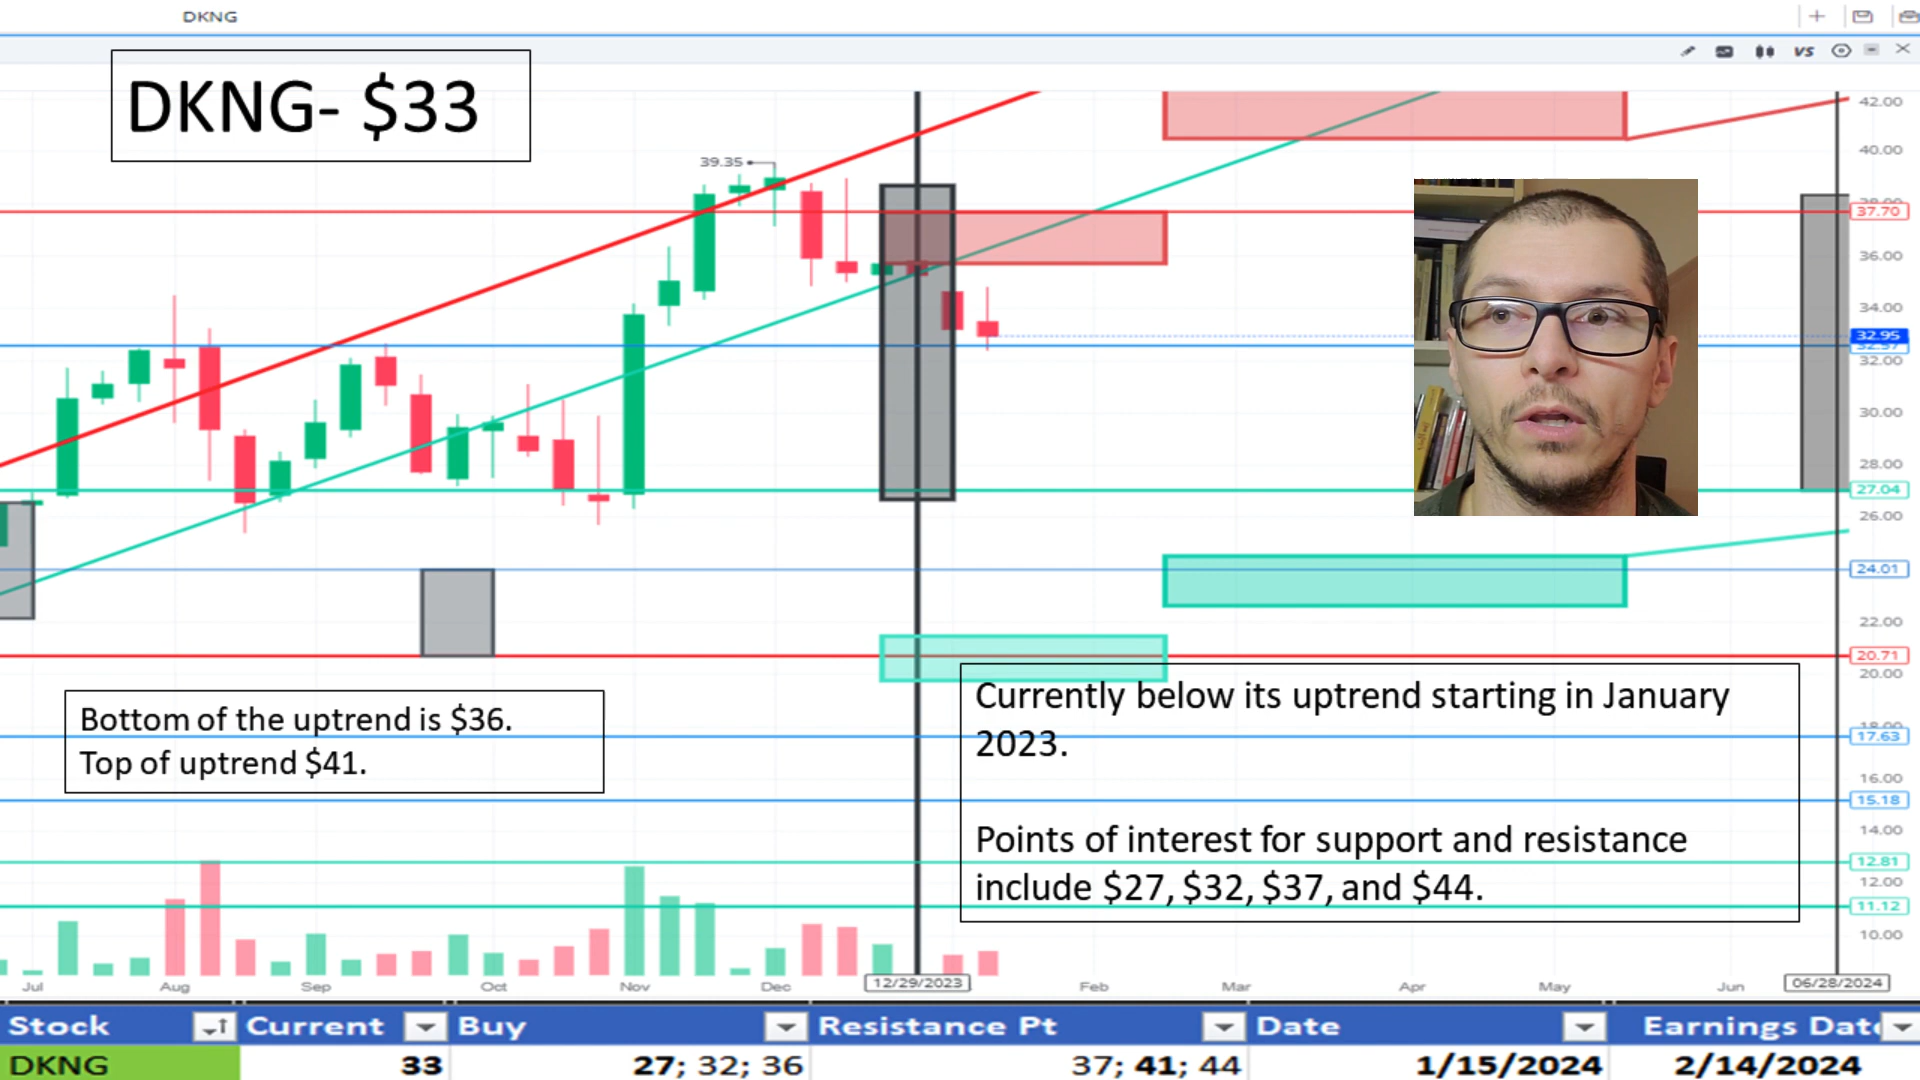 DKNG
VS
DKNG- $33
42.00
39.35
40.00
37.70
36.00
34.00
32.95
32.00
30.00
28.00
27.04
26.00
24.01
22.00
20.71
20.00
Currently below its uptrend starting in January
2023.
Bottom of the uptrend is $36.
Top of uptrend $41.
18.00
17.63
16.00
15.18
14.00
Points of interest for support and resistance
include $27, $32, $37, and $44.
12.81
12.00
11.12
10.00
Jul Aug Sep Oct Nov Dec 12/29/2023 Feb Mar Apr May Jun 06/28/2024
Stock Current Buy Resistance Pt Date Earnings Date
DKNG 33 27; 32; 36 37; 41; 44 1/15/2024 2/14/2024